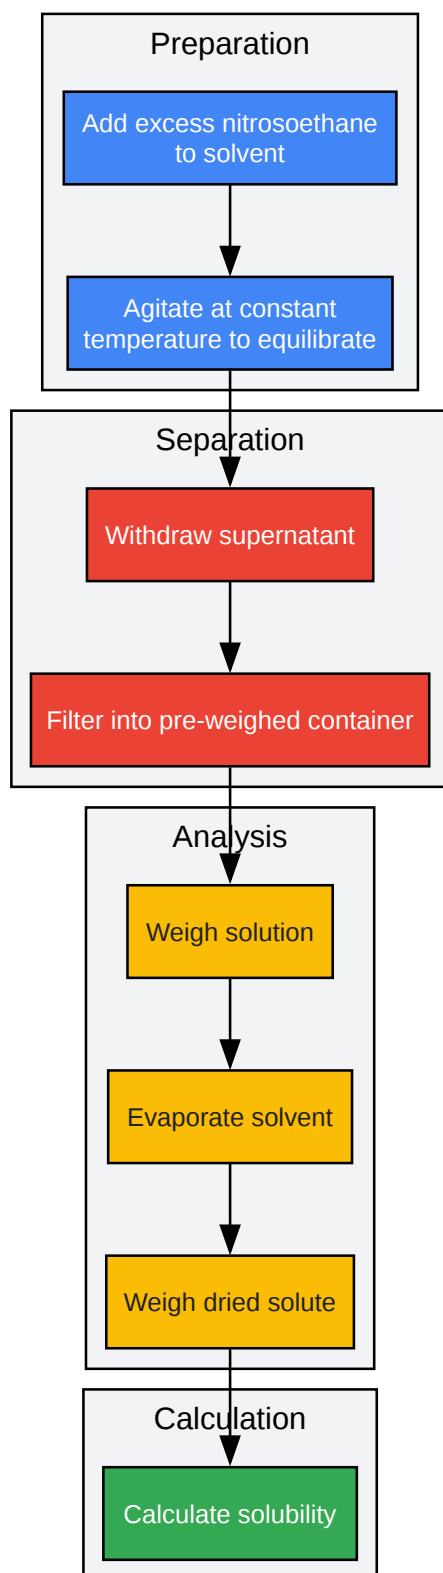 Preparation
Add excess nitrosoethane
to solvent
Agitate at constant
temperature to equilibrate
Separation
Withdraw supernatant
Filter into pre-weighed container
Analysis
Weigh solution
Evaporate solvent
Weigh dried solute
Calculation
Calculate solubility